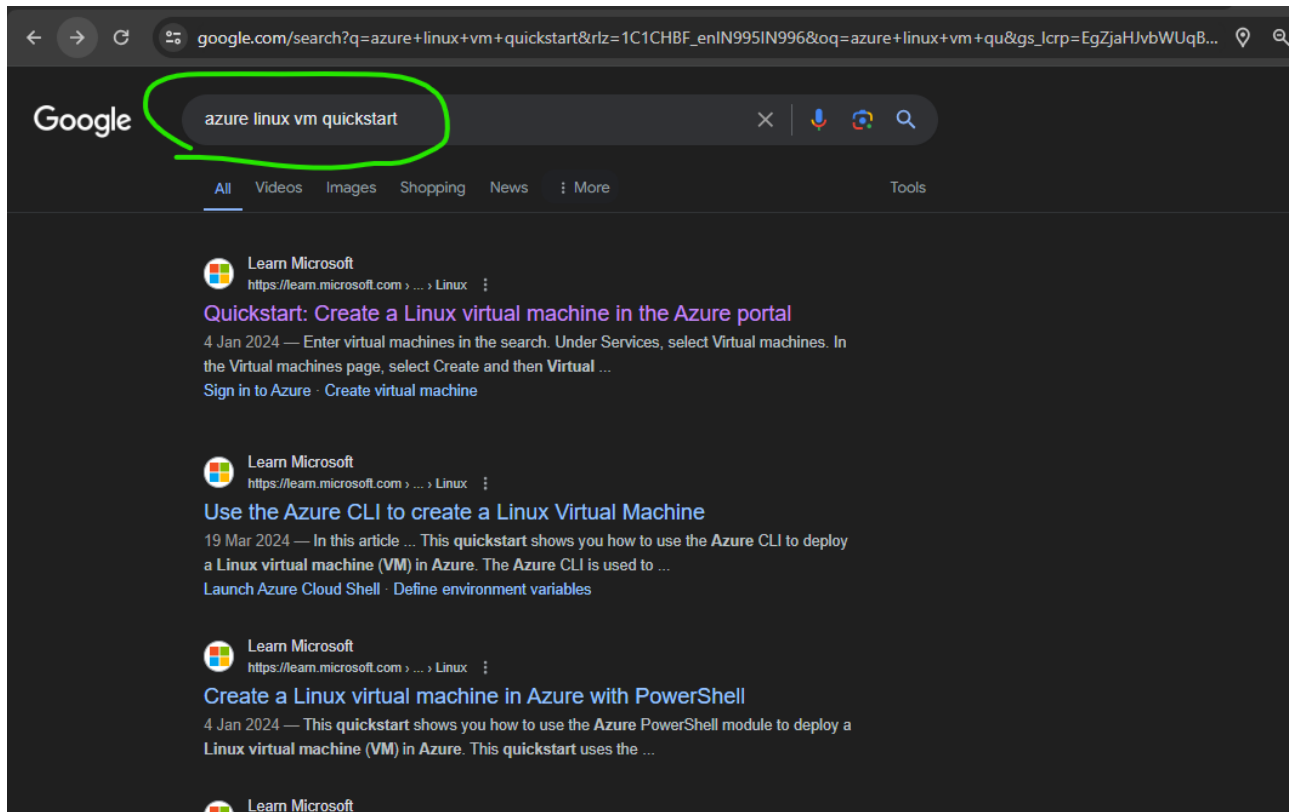 google.com/search?q=azure+linux+vm+quickstart&rlz=1C1CHBF_enIN995IN996&oq=azure+linux+vm+qu&gs_lcrp=EgZjaHJvbWUqB...
Google
azure linux vm quickstart
All Videos Images Shopping News More Tools
Learn Microsoft
https://learn.microsoft.com › ... › Linux
Quickstart: Create a Linux virtual machine in the Azure portal
4 Jan 2024 — Enter virtual machines in the search. Under Services, select Virtual machines. In
the Virtual machines page, select Create and then Virtual ...
Sign in to Azure · Create virtual machine
Learn Microsoft
https://learn.microsoft.com › ... › Linux
Use the Azure CLI to create a Linux Virtual Machine
19 Mar 2024 — In this article ... This quickstart shows you how to use the Azure CLI to deploy
a Linux virtual machine (VM) in Azure. The Azure CLI is used to ...
Launch Azure Cloud Shell · Define environment variables
Learn Microsoft
https://learn.microsoft.com › ... › Linux
Create a Linux virtual machine in Azure with PowerShell
4 Jan 2024 — This quickstart shows you how to use the Azure PowerShell module to deploy a
Linux virtual machine (VM) in Azure. This quickstart uses the ...
Learn Microsoft